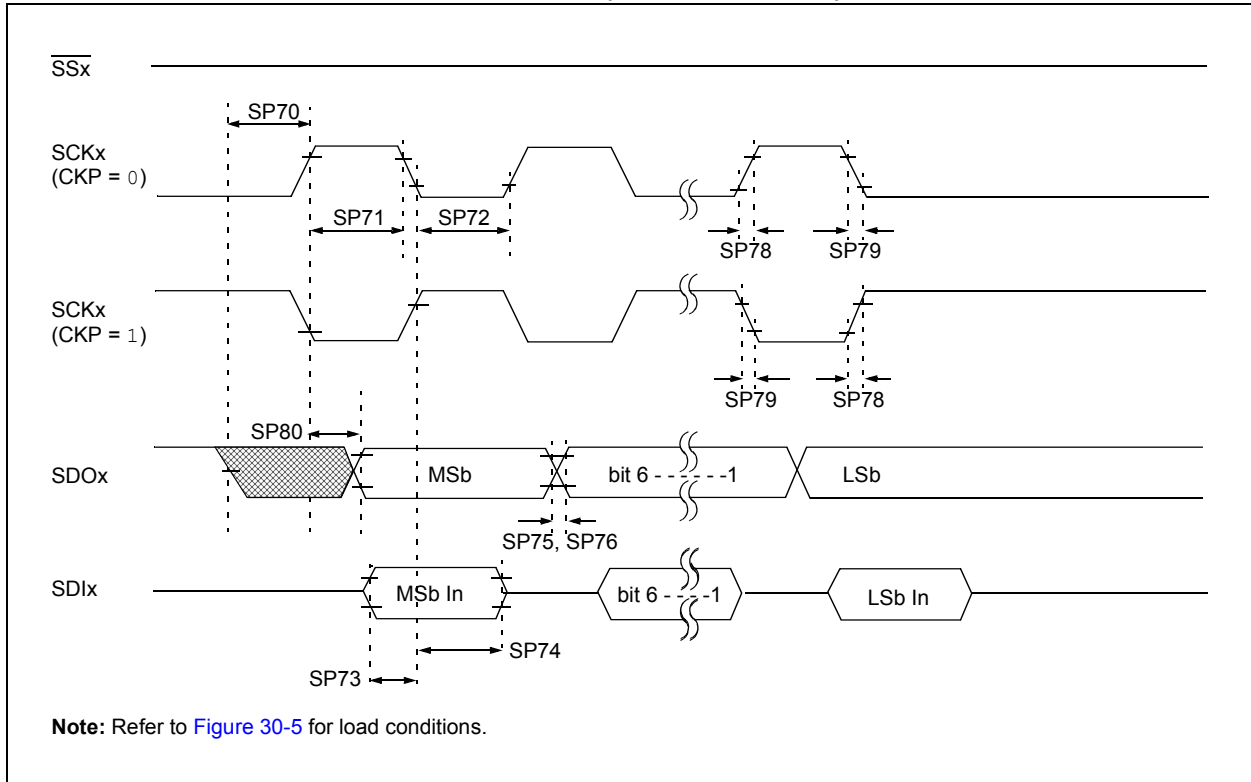 SSx
SP70
SCKx
(CKP = 0)
SP71
SP72
SP78
SP79
SCKx
(CKP = 1)
SP79
SP78
SP80
SDOx
MSb
bit 6 - - - - - -1
LSb
SP75, SP76
SDIx
MSb In
bit 6 - - - - -1
LSb In
SP74
SP73
Note: Refer to Figure 30-5 for load conditions.